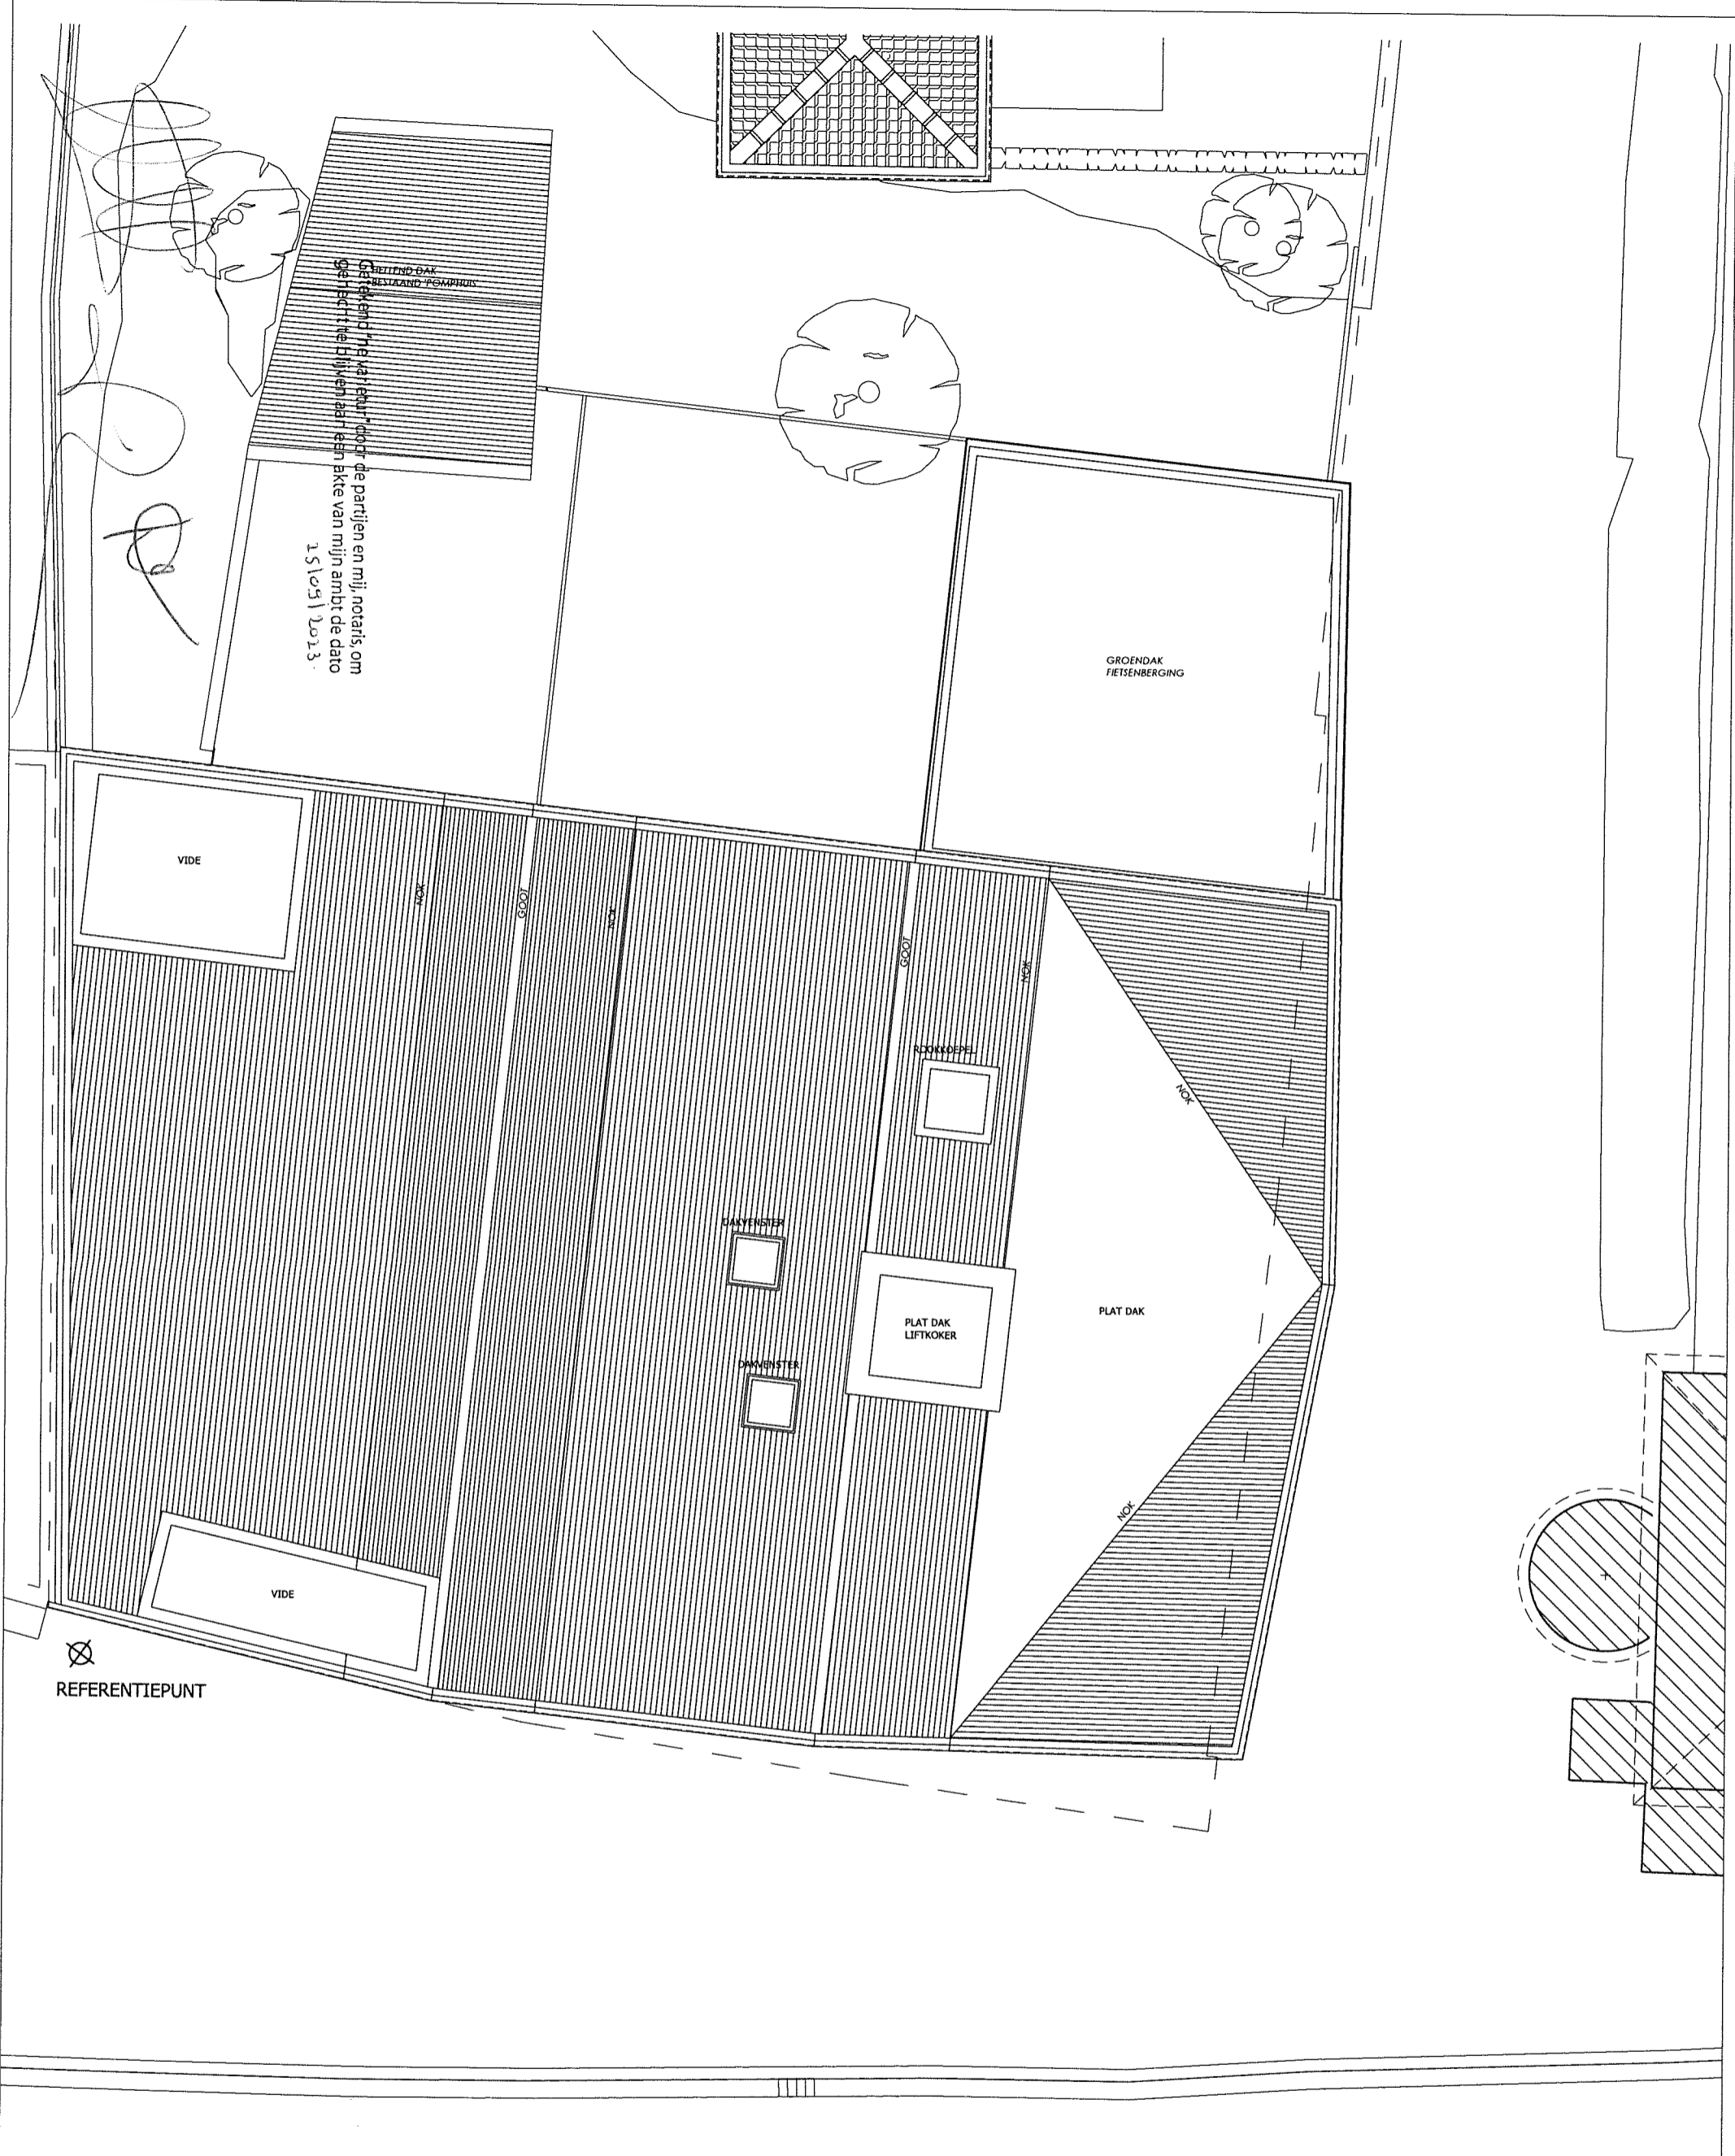 HELLEND DAK
BESTAAND 'POMPHUIS'
Getekend "ne varietur" door de partijen en mij, notaris, om
gehecht te blijven aan een akte van mijn ambt de dato
25/09/2023.
GROENDAK
FIETSENBERGING
VIDE
NOK
GOOT
NOK
GOOT
NOK
ROOKKOEPEL
NOK
DAKVENSTER
PLAT DAK
LIFTKOKER
PLAT DAK
DAKVENSTER
NOK
VIDE
REFERENTIEPUNT